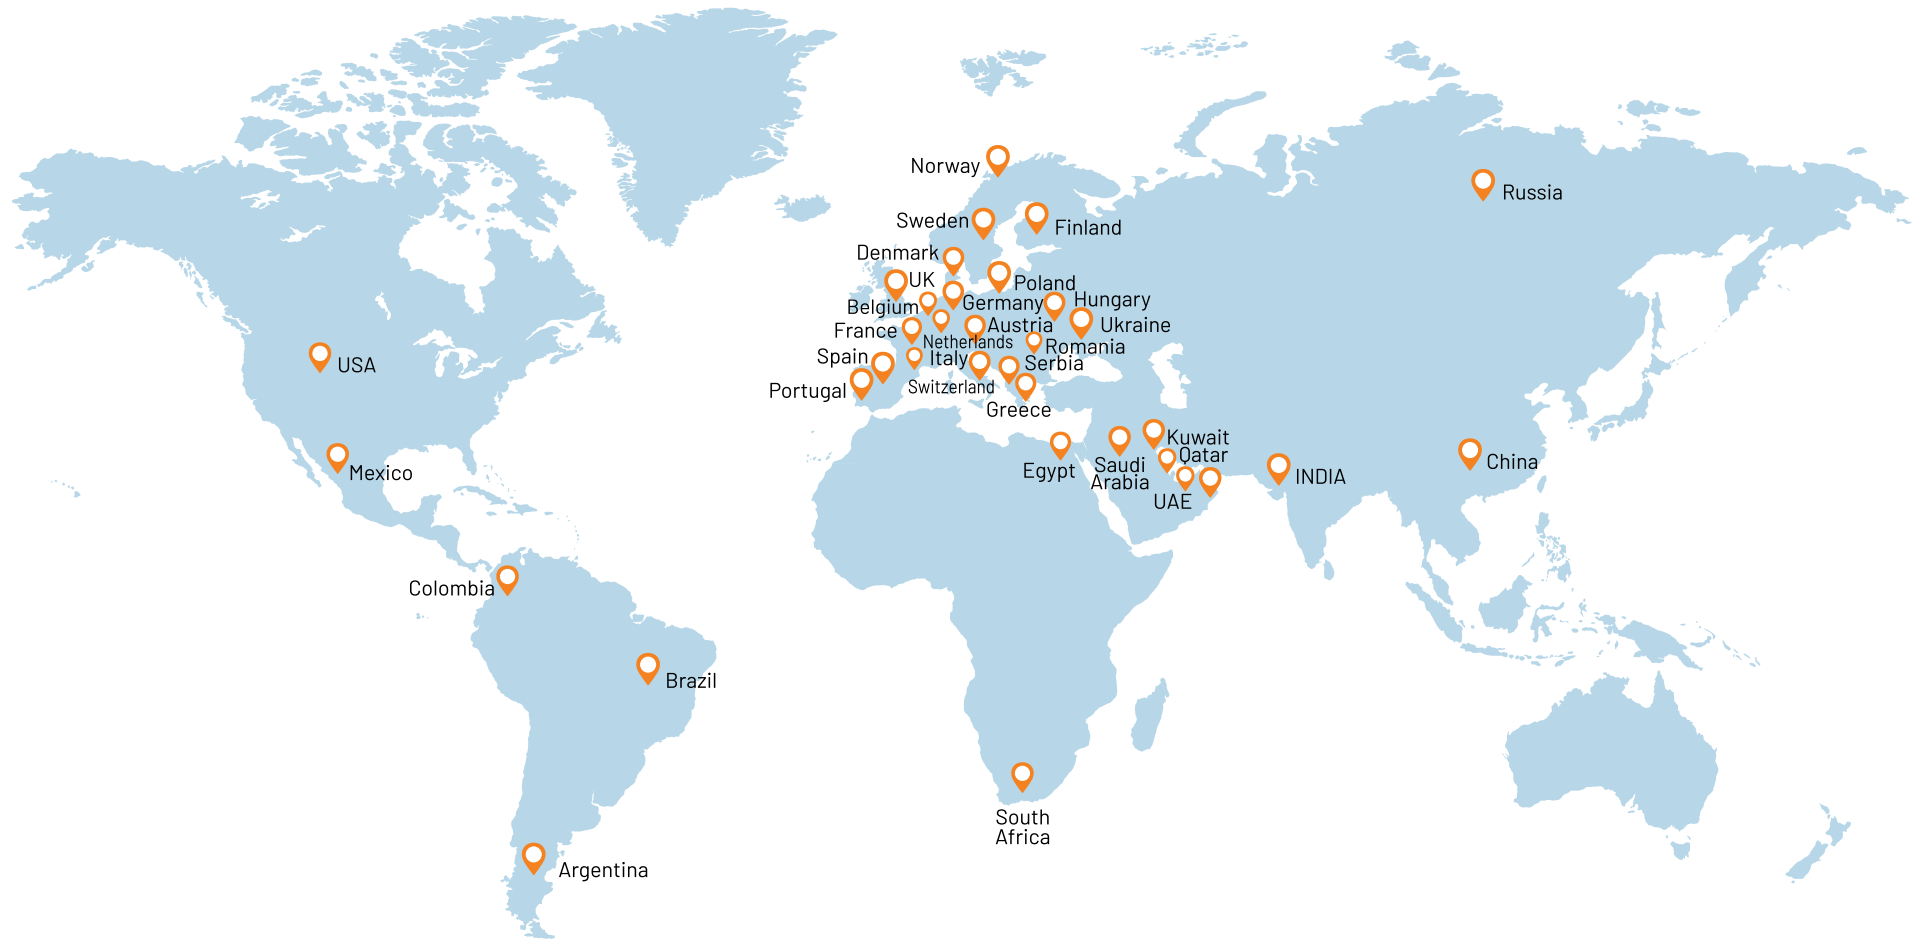 Norway
Russia
Sweden
Finland
Denmark
UK
Poland
Belgium
Germany
Hungary
France
Austria
Ukraine
Netherlands
Romania
Spain
Italy
Serbia
Portugal
Switzerland
Greece
USA
Mexico
Egypt
Saudi
Arabia
Kuwait
Qatar
UAE
INDIA
China
Colombia
Brazil
South
Africa
Argentina